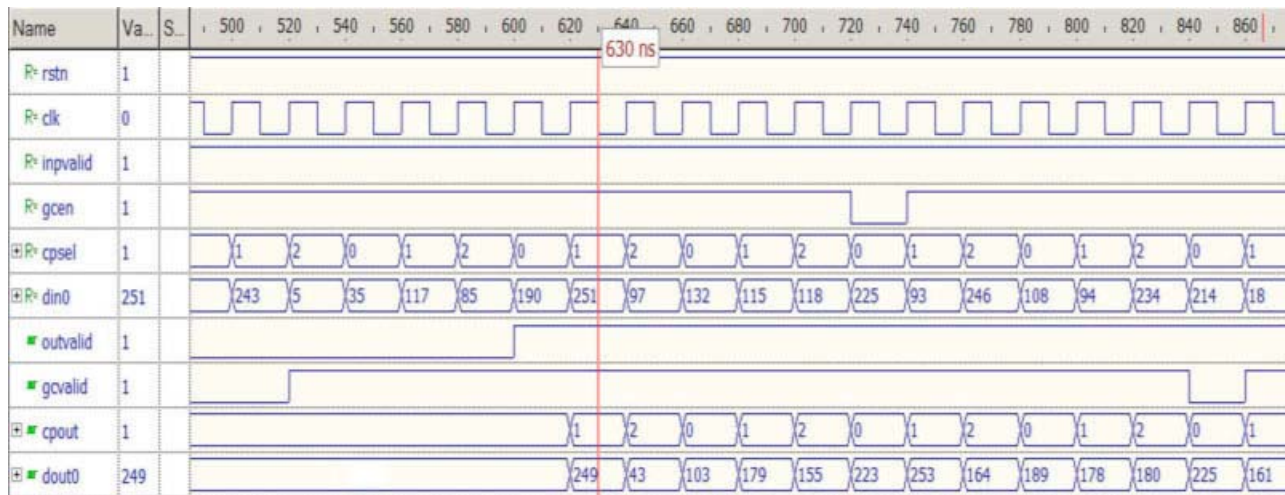 Name Va... S... 500 520 540 560 580 600 620 640 660 680 700 720 740 760 780 800 820 840 860
630 ns
R= rstn 1
R= clk 0
R= inpvalid 1
R= gcen 1
R= cpsel 1 1 2 0 1 2 0 1 2 0 1 2 0 1 2 0 1 2 0 1
R= din0 251 243 5 35 117 85 190 251 97 132 115 118 225 93 246 108 94 234 214 18
outvalid 1
gcvalid 1
cpout 1 1 2 0 1 2 0 1 2 0 1 2 0 1
dout0 249 249 43 103 179 155 223 253 164 189 178 180 225 161